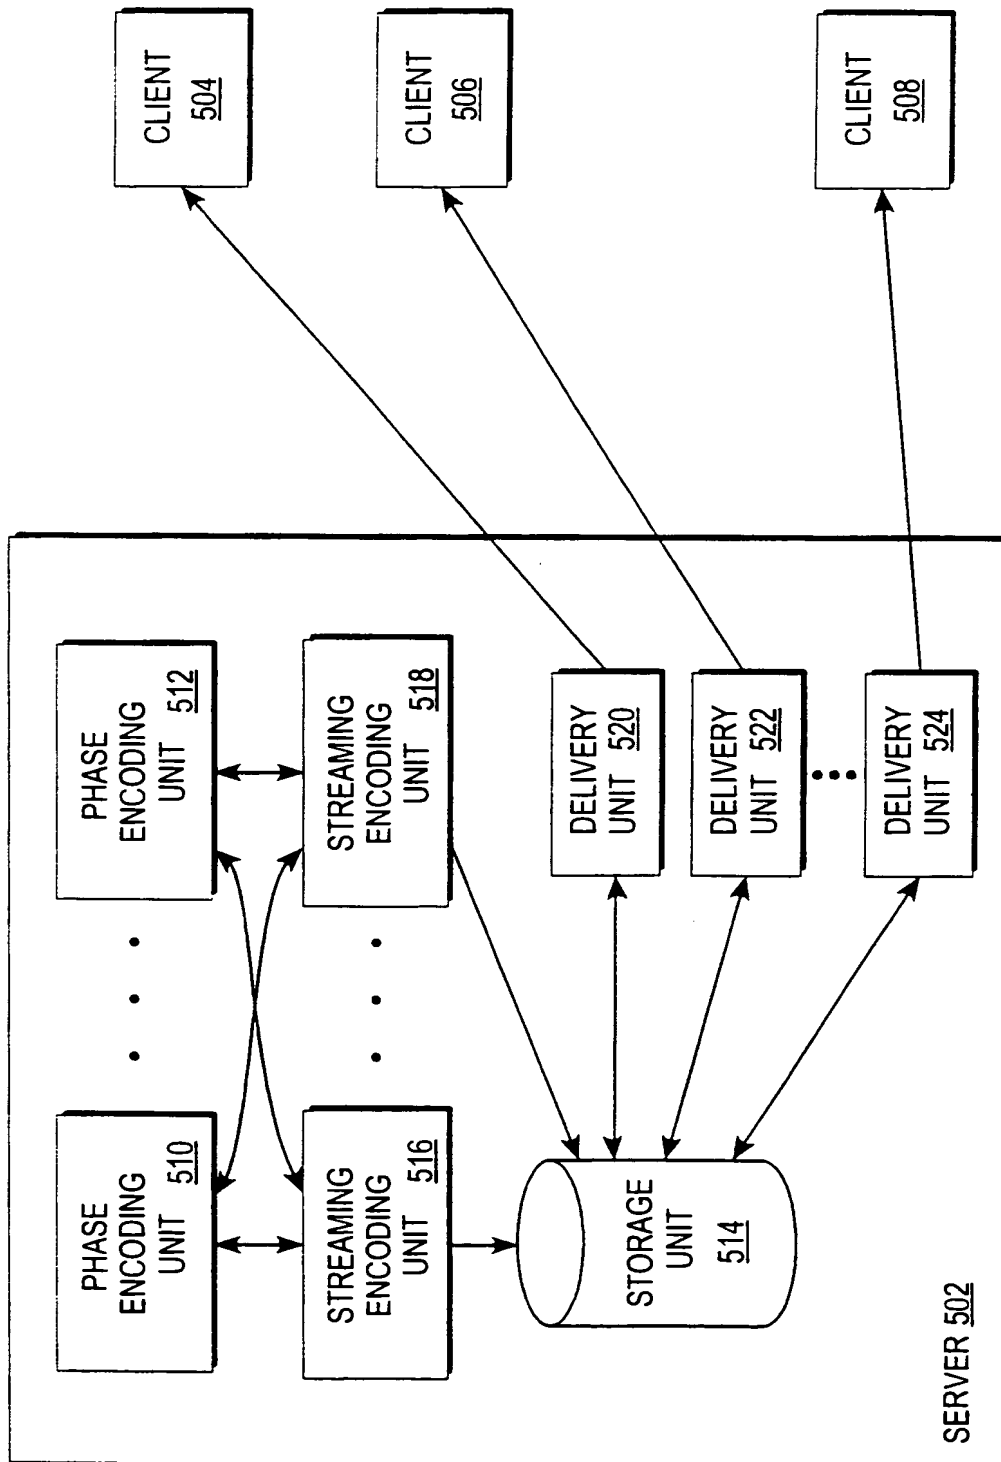 PHASE
ENCODING
UNIT 510
PHASE
ENCODING
UNIT 512
STREAMING
ENCODING
UNIT 516
STREAMING
ENCODING
UNIT 518
STORAGE
UNIT
514
DELIVERY
UNIT 520
DELIVERY
UNIT 522
DELIVERY
UNIT 524
SERVER 502
CLIENT
504
CLIENT
506
CLIENT
508